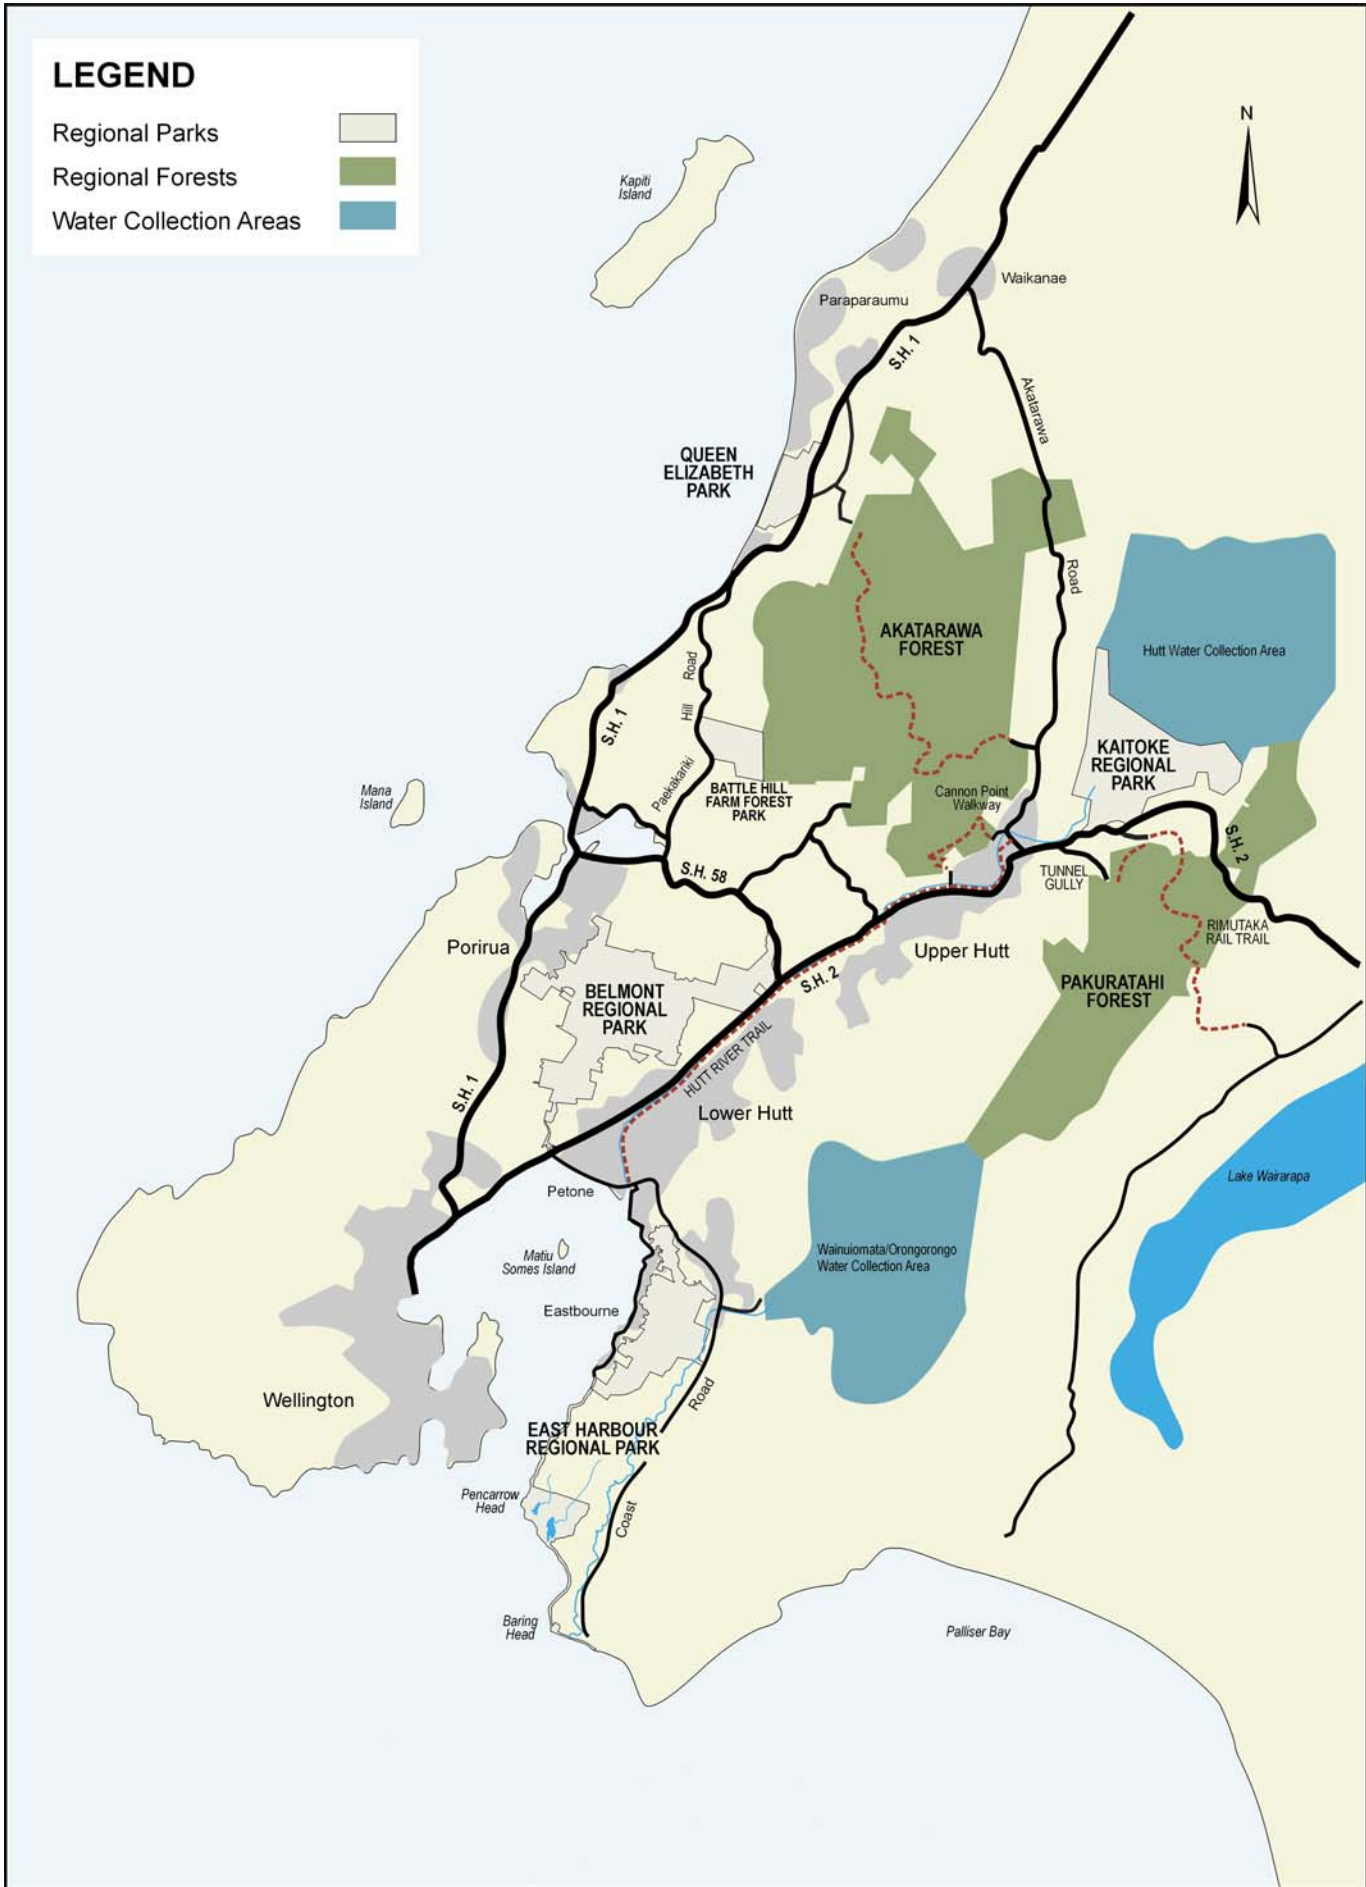 LEGEND
Regional Parks
Regional Forests
Water Collection Areas
N
Kapiti
Island
Waikanae
Paraparaumu
S.H. 1
Akatarawa
Road
QUEEN
ELIZABETH
PARK
AKATARAWA
FOREST
Hutt Water Collection Area
Road
Hill
Paekakariki
S.H. 1
KAITOKE
REGIONAL
PARK
Mana
Island
BATTLE HILL
FARM FOREST
PARK
Cannon Point
Walkway
S.H. 2
S.H. 58
TUNNEL
GULLY
RIMUTAKA
RAIL TRAIL
Porirua
Upper Hutt
S.H. 2
PAKURATAHI
FOREST
BELMONT
REGIONAL
PARK
HUTT RIVER TRAIL
S.H. 1
Lower Hutt
Lake Wairarapa
Petone
Matiu
Somes Island
Wainuiomata/Orongorongo
Water Collection Area
Eastbourne
Wellington
Road
EAST HARBOUR
REGIONAL PARK
Pencarrow
Head
Coast
Baring
Head
Palliser Bay